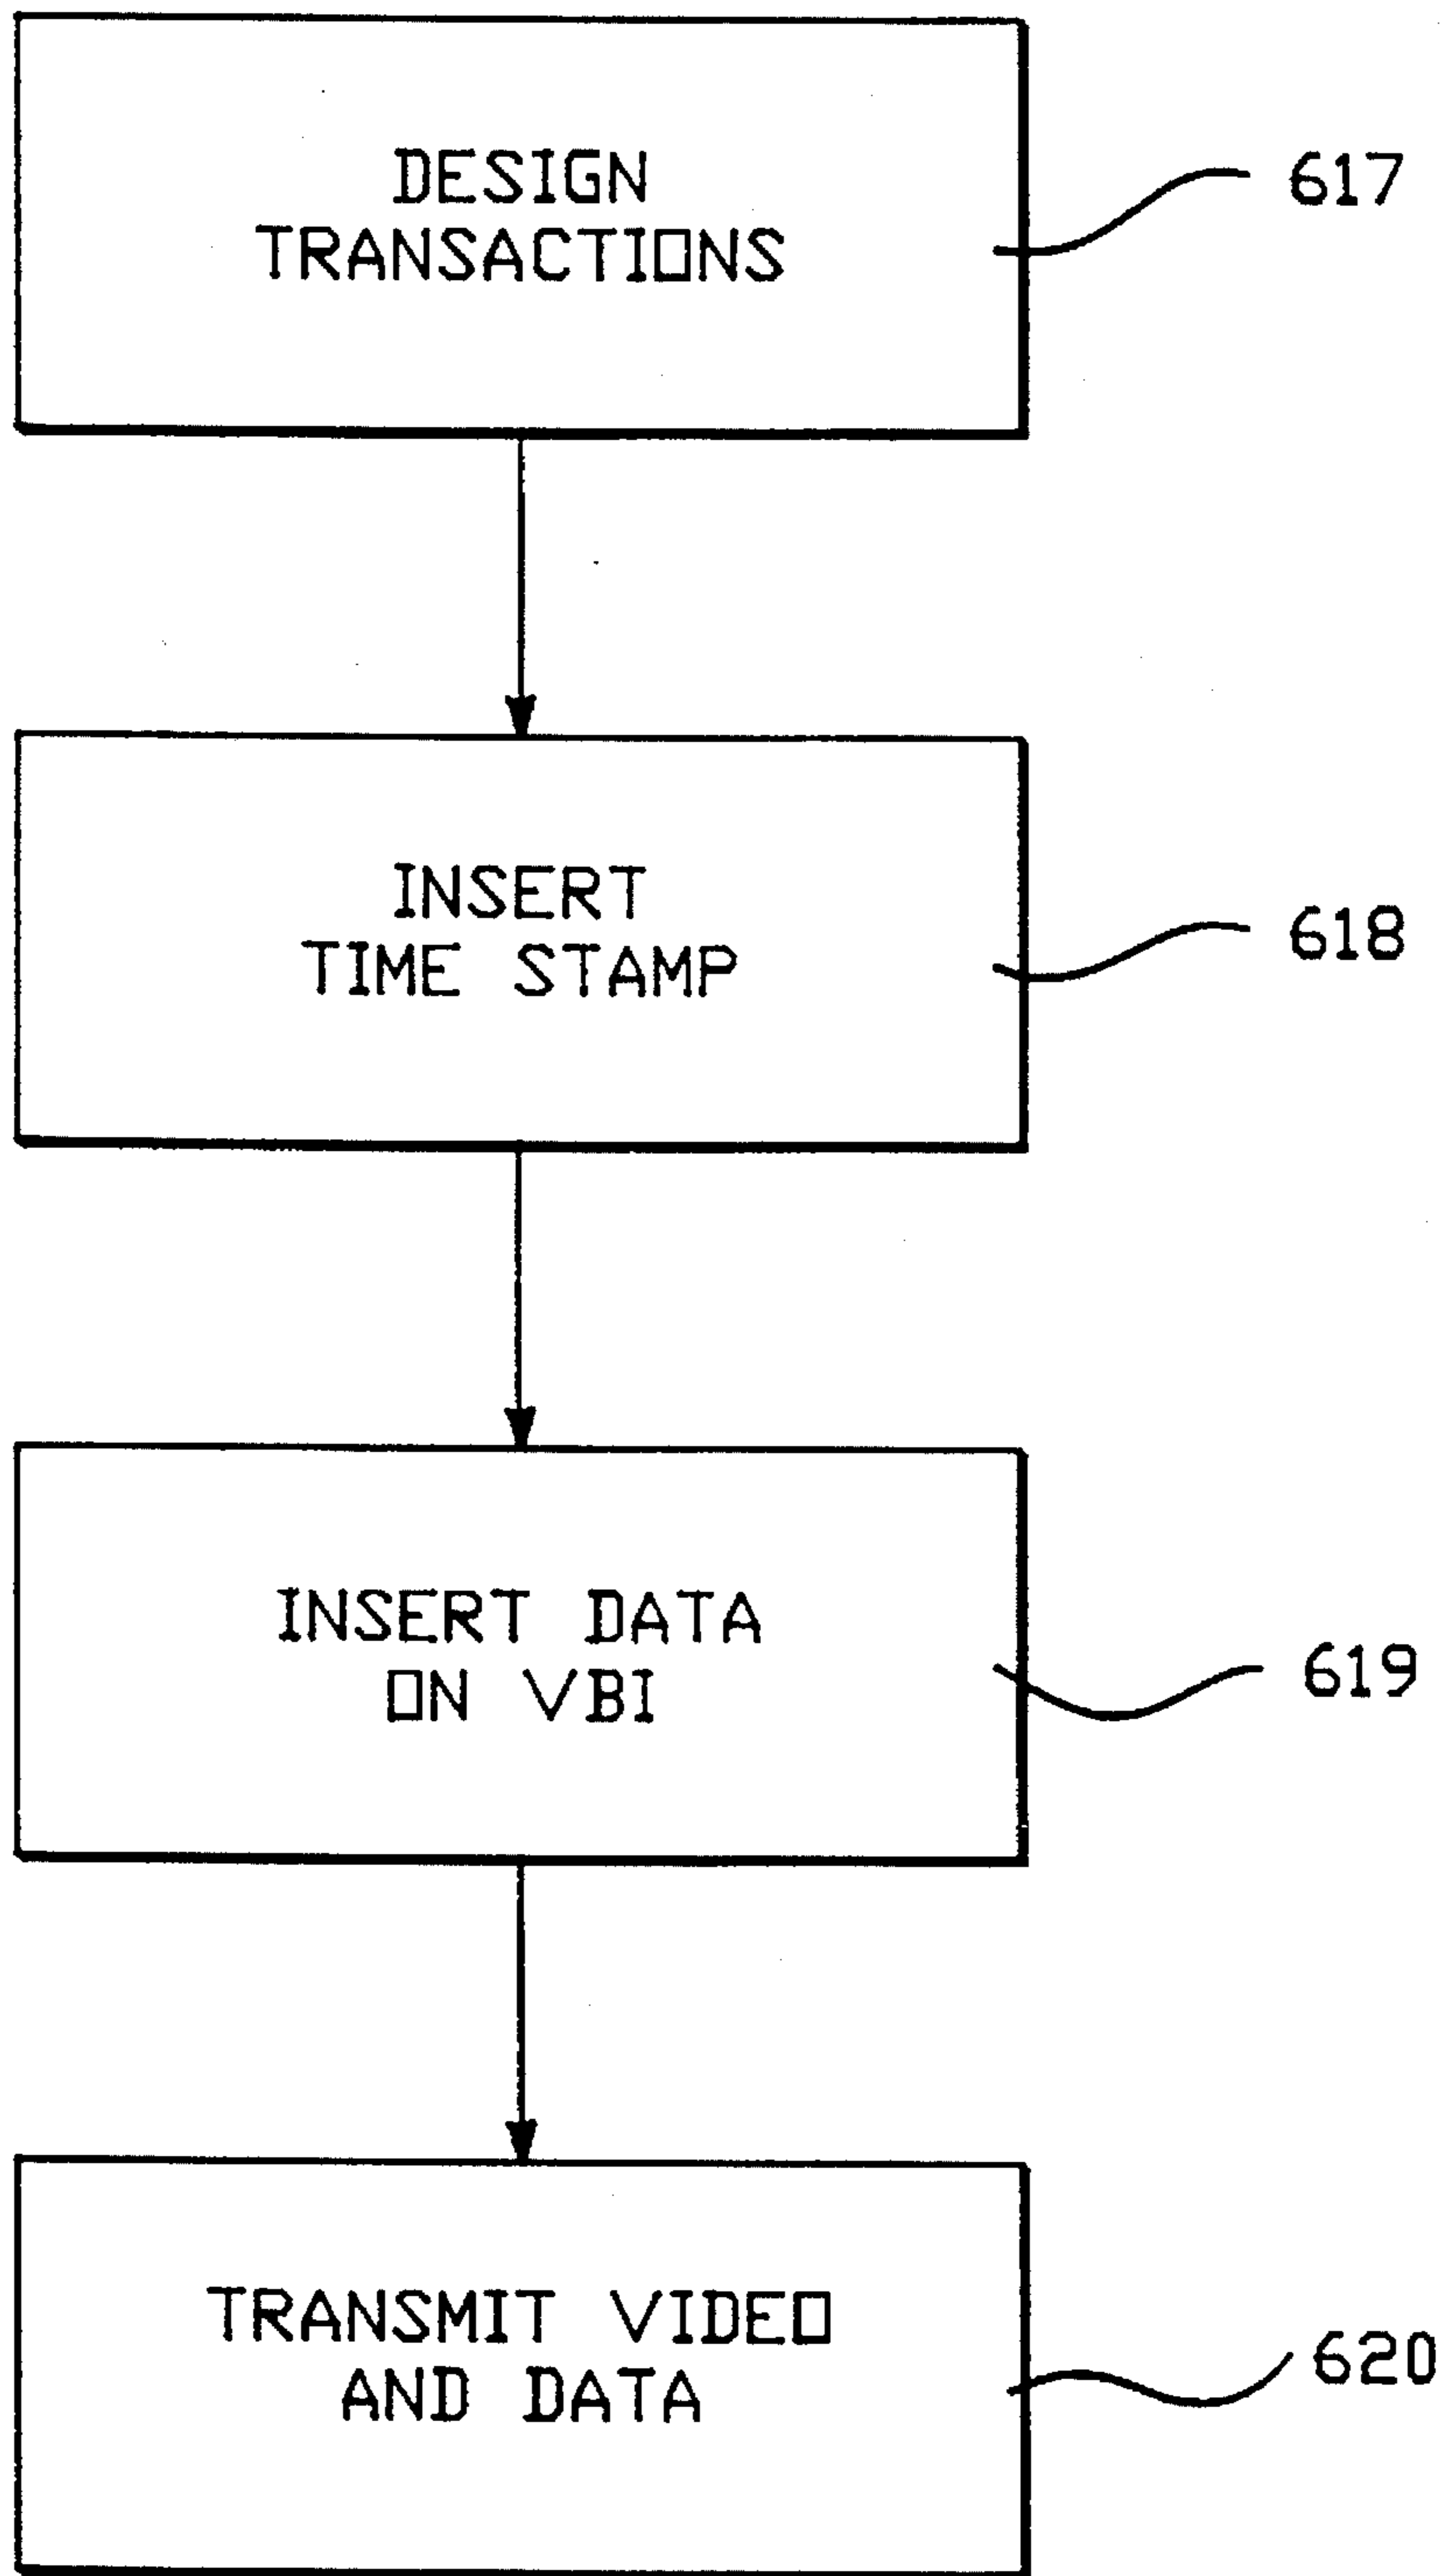 DESIGN
TRANSACTIONS
617
INSERT
TIME STAMP
618
INSERT DATA
ON VBI
619
TRANSMIT VIDEO
AND DATA
620